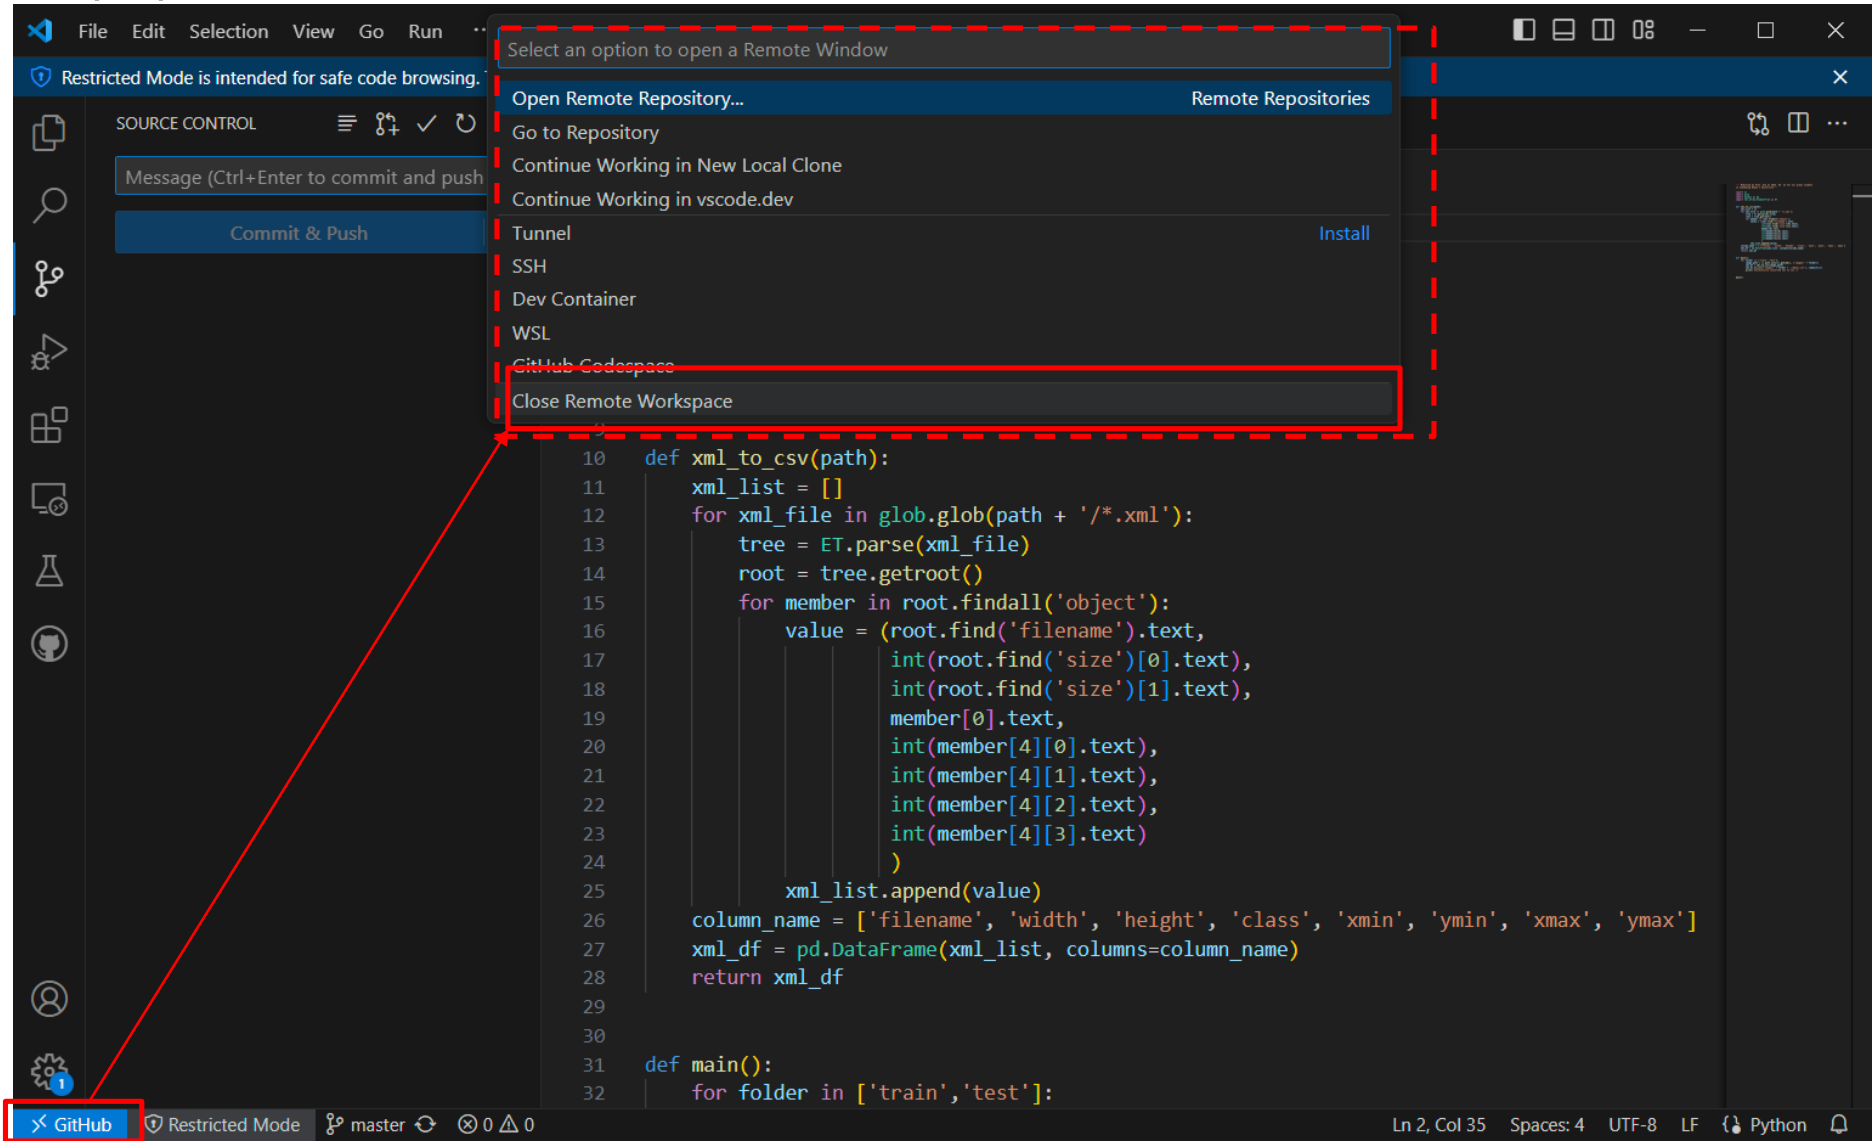 File Edit Selection View Go Run ··
Select an option to open a Remote Window
Restricted Mode is intended for safe code browsing.
Open Remote Repository... Remote Repositories
Go to Repository
Continue Working in New Local Clone
Continue Working in vscode.dev
Tunnel Install
SSH
Dev Container
WSL
GitHub Codespace
Close Remote Workspace
SOURCE CONTROL
Message (Ctrl+Enter to commit and push
Commit & Push
9
10 def xml_to_csv(path):
11 xml_list = []
12 for xml_file in glob.glob(path + '/*.xml'):
13 tree = ET.parse(xml_file)
14 root = tree.getroot()
15 for member in root.findall('object'):
16 value = (root.find('filename').text,
17 int(root.find('size')[0].text),
18 int(root.find('size')[1].text),
19 member[0].text,
20 int(member[4][0].text),
21 int(member[4][1].text),
22 int(member[4][2].text),
23 int(member[4][3].text)
24 )
25 xml_list.append(value)
26 column_name = ['filename', 'width', 'height', 'class', 'xmin', 'ymin', 'xmax', 'ymax']
27 xml_df = pd.DataFrame(xml_list, columns=column_name)
28 return xml_df
29
30
31 def main():
32 for folder in ['train','test']:
1
GitHub Restricted Mode master 0 0 Ln 2, Col 35 Spaces: 4 UTF-8 LF Python